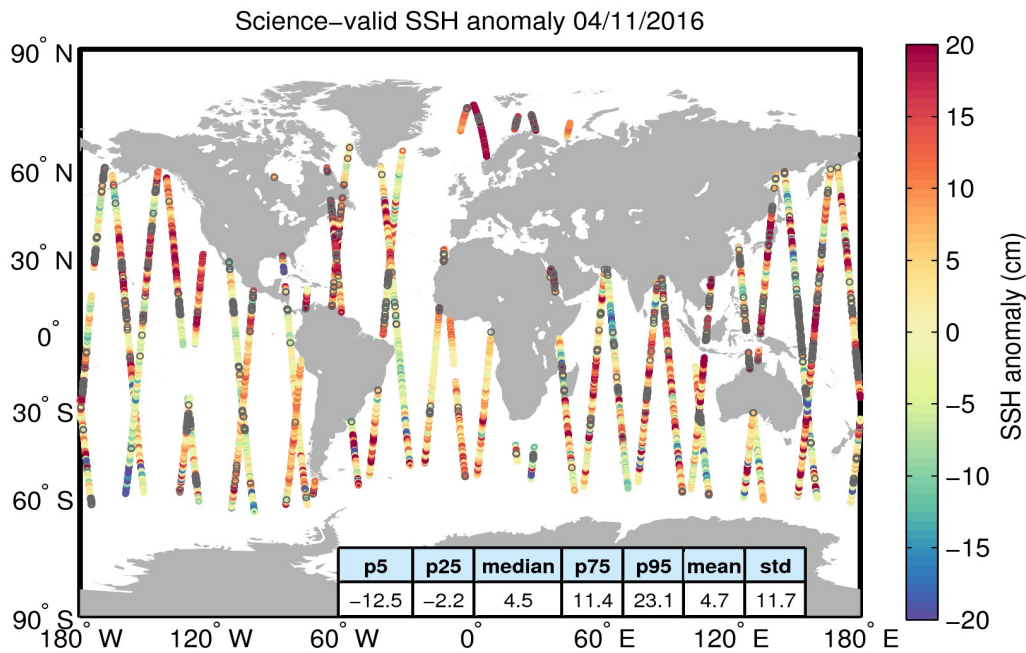 Science−valid SSH anomaly 04/11/2016
90° N
60° N
30° N
0°
30° S
60° S
90° S
180° W
120° W
60° W
0°
60° E
120° E
180° E
p5 p25 median p75 p95 mean std
−12.5 −2.2 4.5 11.4 23.1 4.7 11.7
20
15
10
5
0
−5
−10
−15
−20
SSH anomaly (cm)